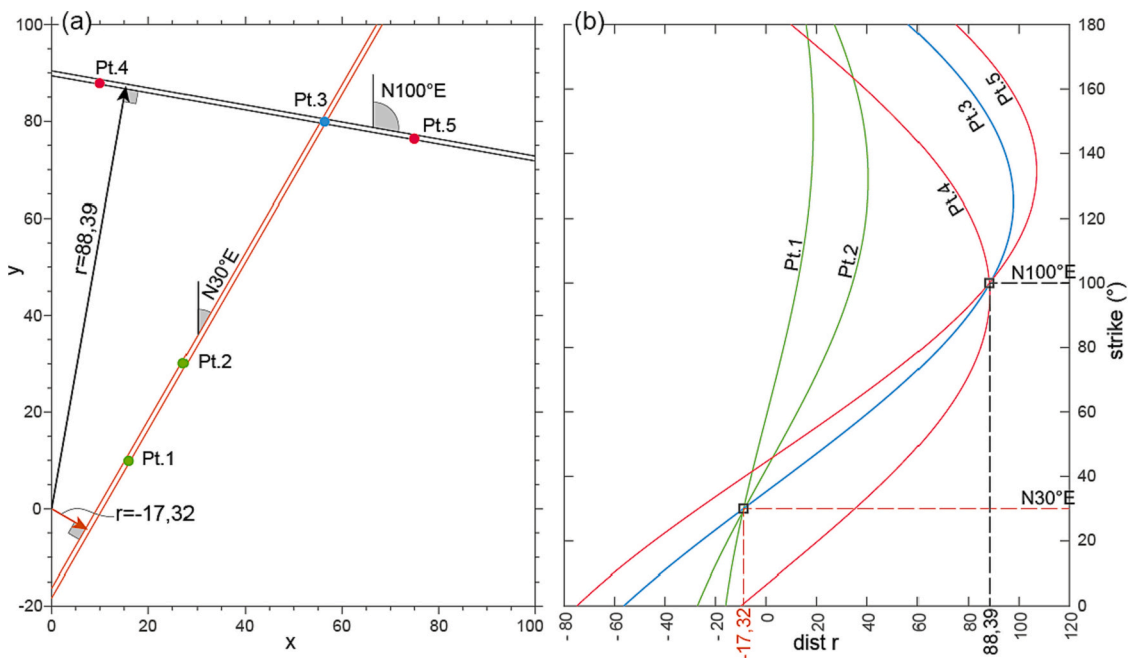 (a)
100
80
60
40
20
0
-20
y
0
20
40
60
80
100
x
Pt.4
Pt.3
N100°E
Pt.5
r=88,39
N30°E
Pt.2
Pt.1
r=-17,32
(b)
180
160
140
120
100
80
60
40
20
0
strike (°)
Pt.5
Pt.3
Pt.4
Pt.1
Pt.2
N100°E
N30°E
-80
-60
-40
-20
0
20
40
60
80
100
120
-17,32
88,39
dist r